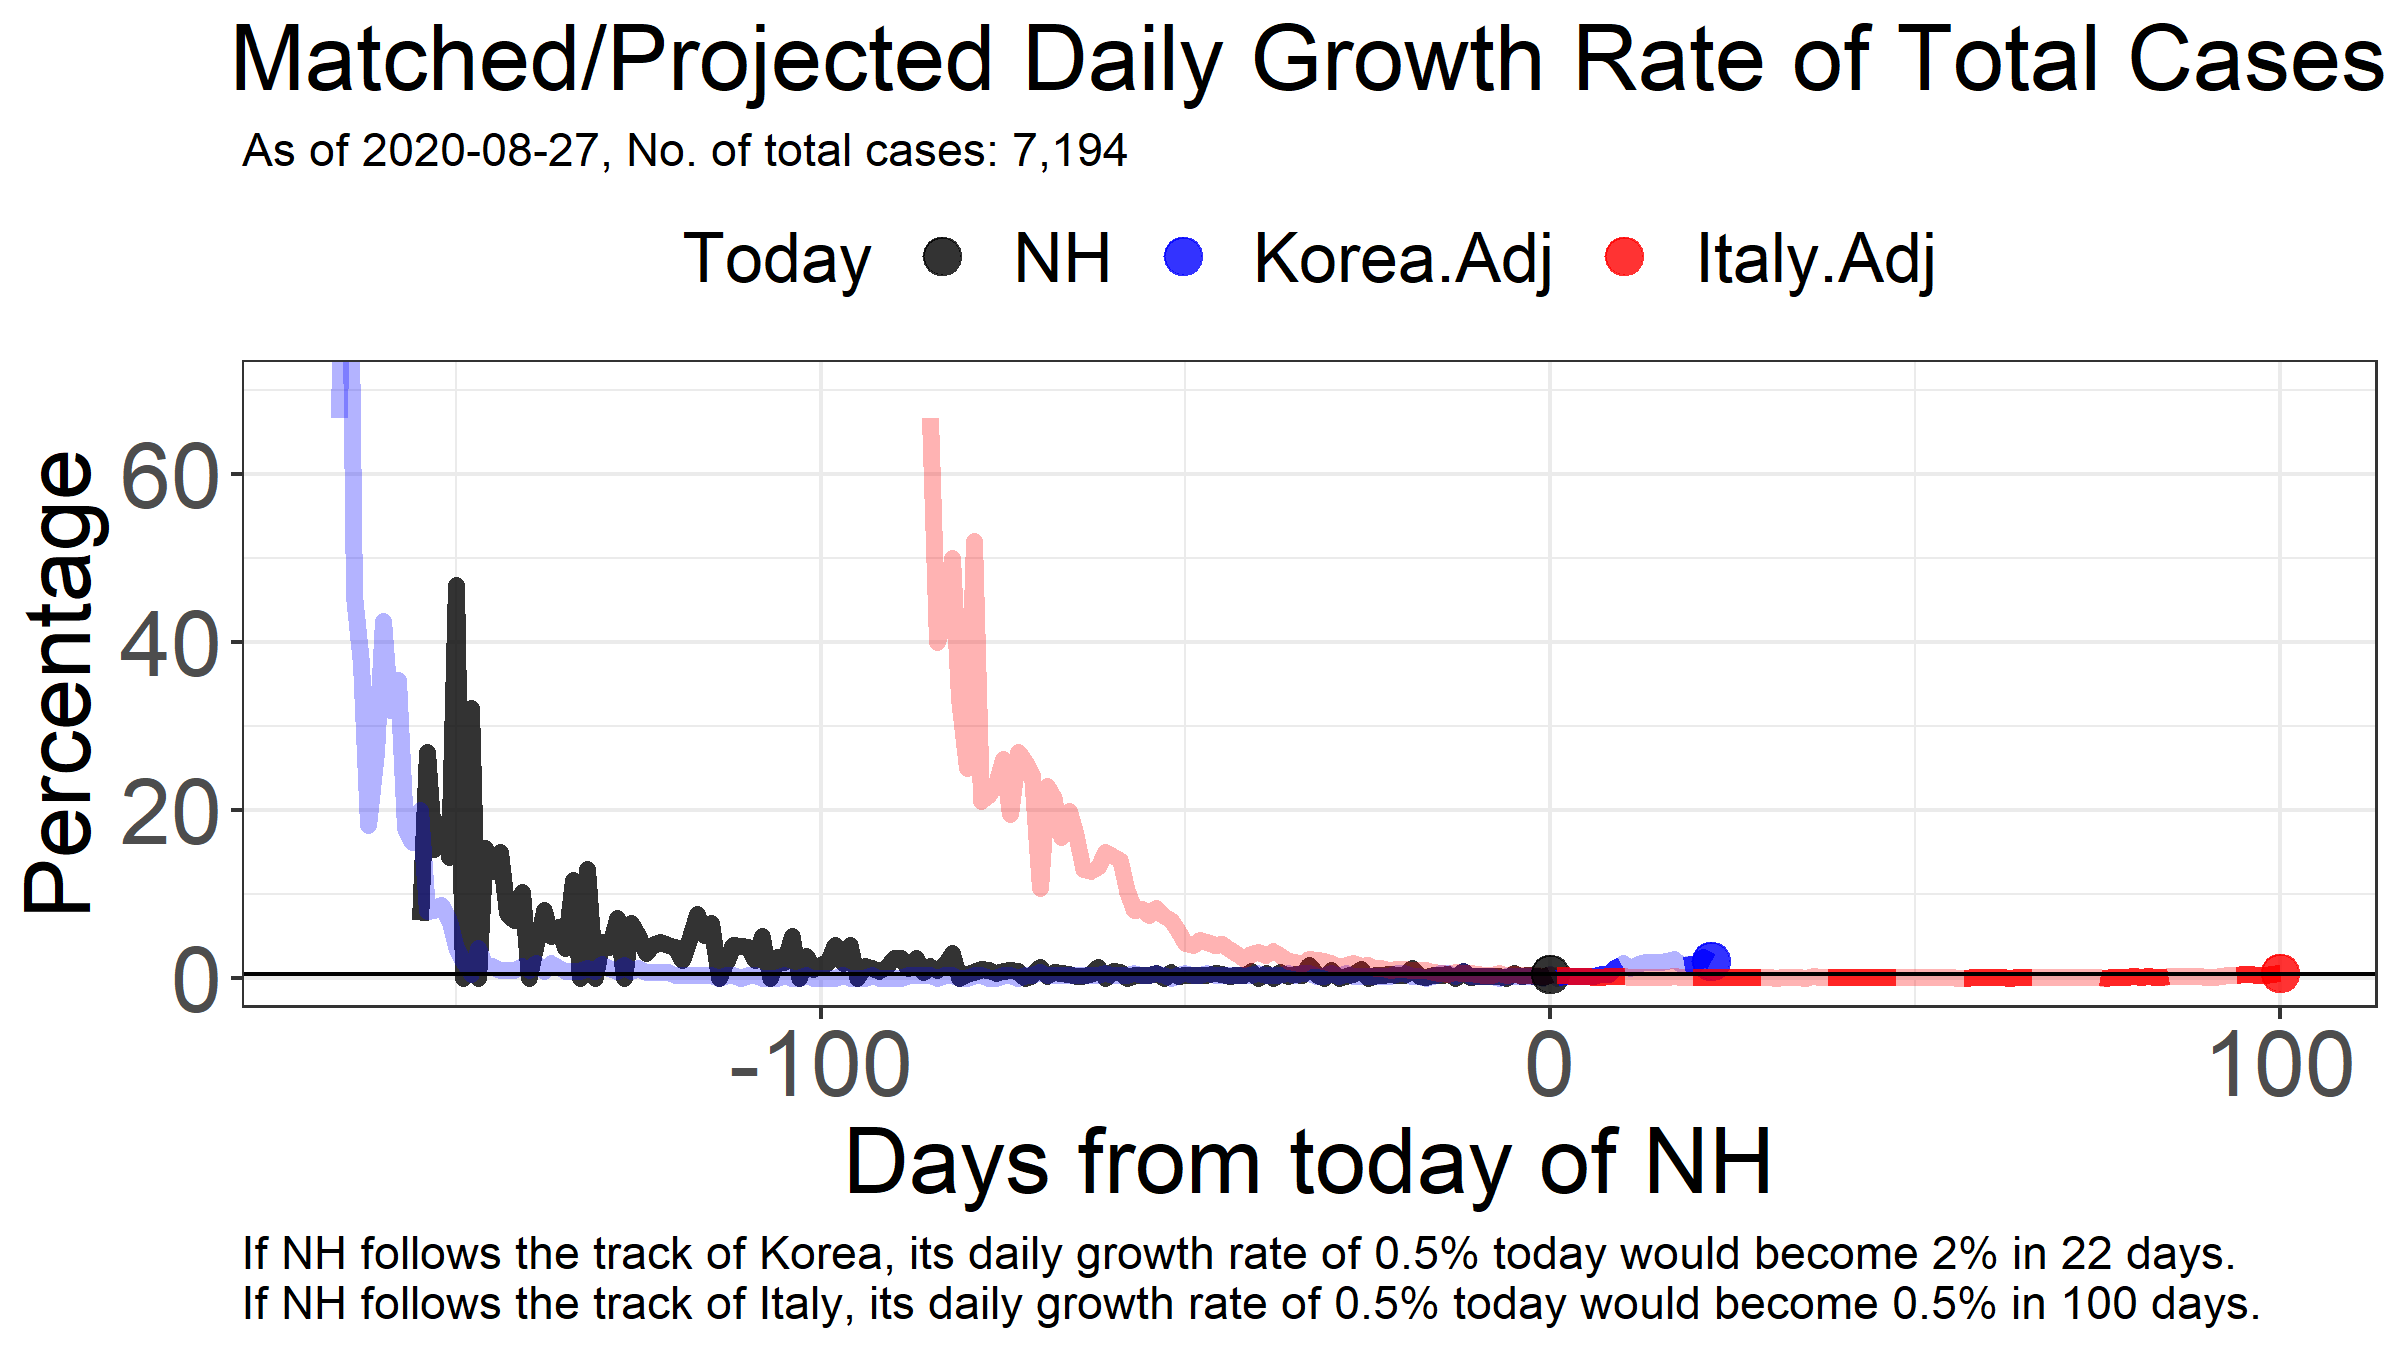 Matched/Projected Daily Growth Rate of Total Cases
As of 2020-08-27, No. of total cases: 7,194
Today NH Korea.Adj Italy.Adj
Percentage
60
40
20
0
-100 0 100
Days from today of NH
If NH follows the track of Korea, its daily growth rate of 0.5% today would become 2% in 22 days.
If NH follows the track of Italy, its daily growth rate of 0.5% today would become 0.5% in 100 days.